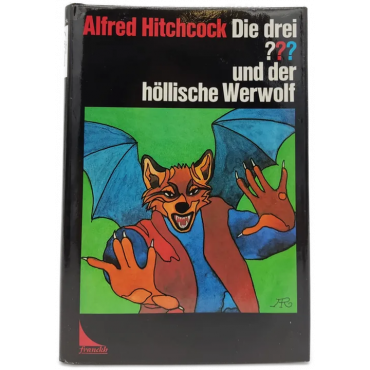 Alfred Hitchcock Die drei
???
und der
höllische Werwolf
franckh